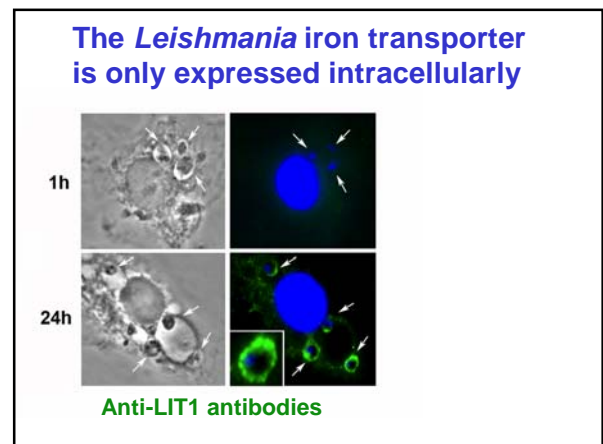 The Leishmania iron transporter
is only expressed intracellularly
1h
24h
Anti-LIT1 antibodies